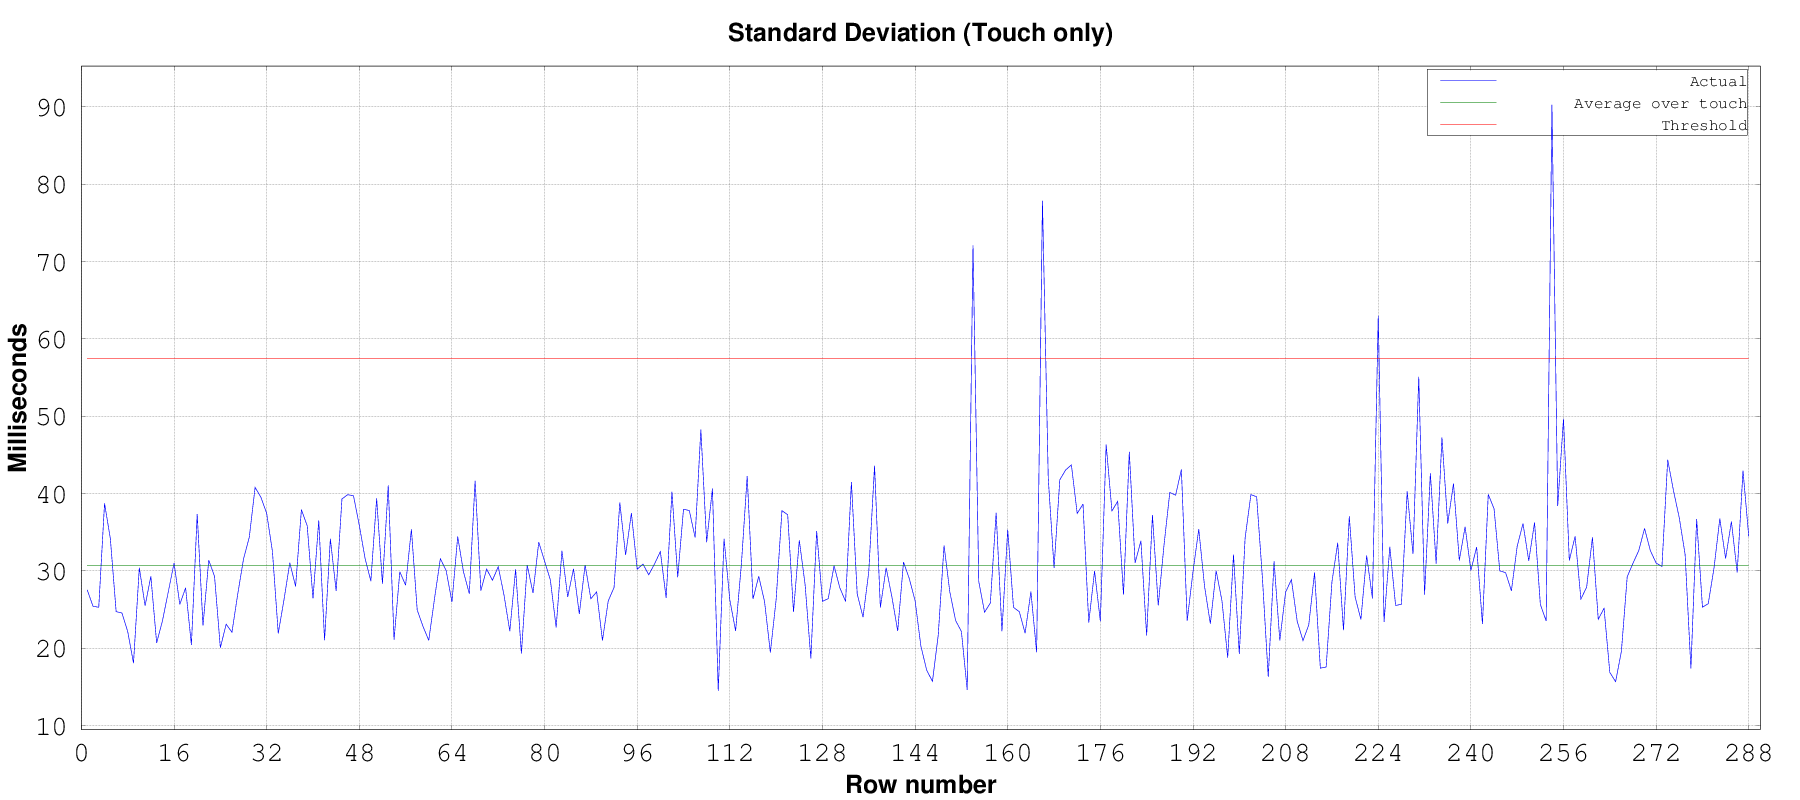 Standard Deviation (Touch only)
Actual
Average over touch
Threshold
90
80
70
60
50
40
30
20
10
Milliseconds
0 16 32 48 64 80 96 112 128 144 160 176 192 208 224 240 256 272 288
Row number